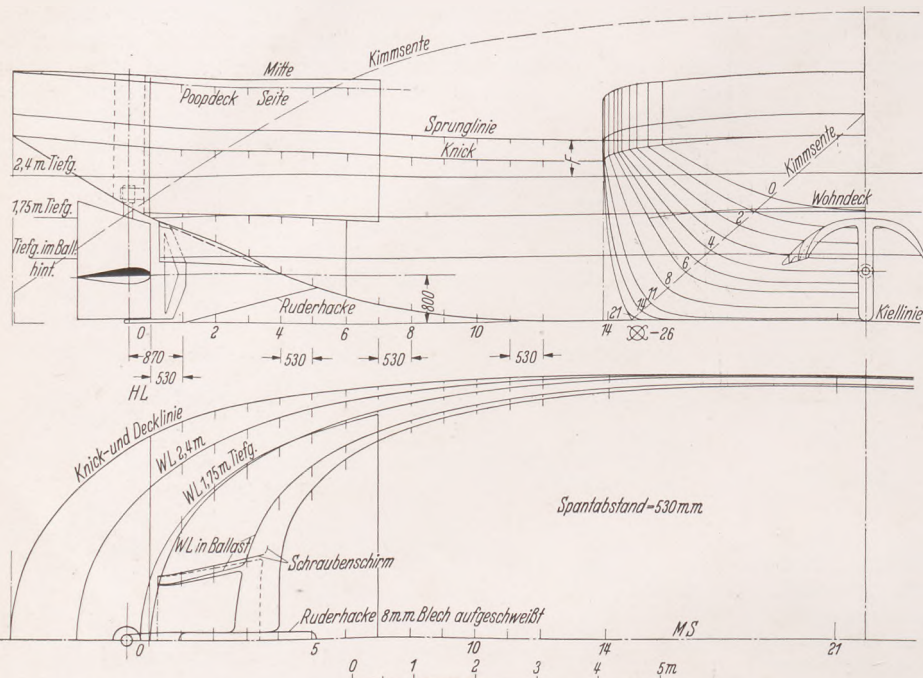 Kimmsente
Mitte
Poopdeck Seite
Sprunglinie
Knick
F
2,4 m Tiefg.
1,75 m. Tiefg.
Tiefg. im Ball.
hint.
Ruderhacke
800
0 2 4 6 8 10
870
530 530 530 530
HL
Kimmsente
0
Wohndeck
2
4
6
8
11
14
21
Kiellinie
14 -26
Knick- und Decklinie
WL 2,4 m
WL 1,75 m Tiefg.
WL in Ballast
Schraubenschirm
Spantabstand=530 m.m.
Ruderhacke 8 m.m. Blech aufgeschweißt
MS
0 5 10 14 21
0 1 2 3 4 5m